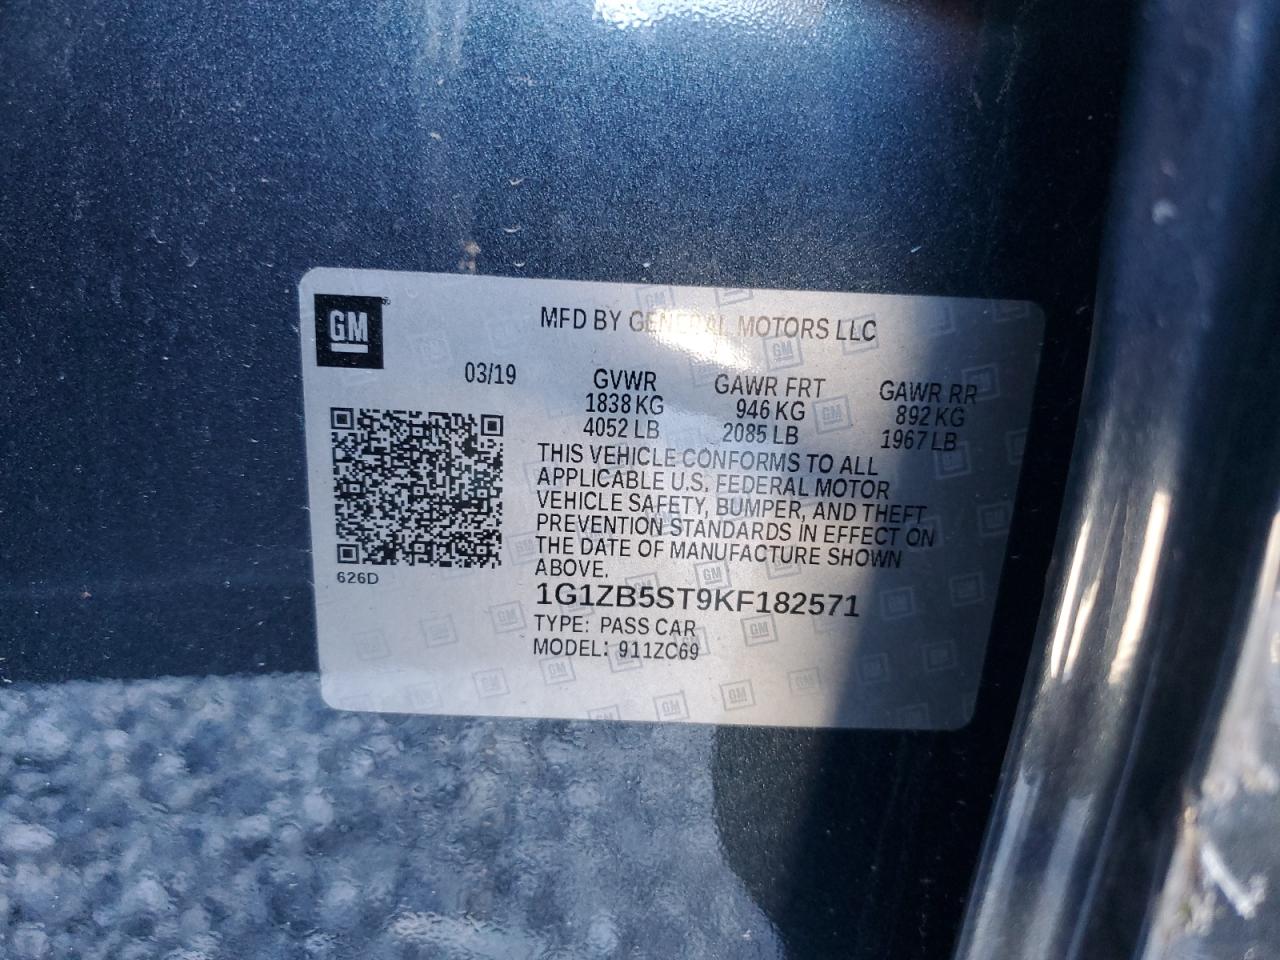 GM
MFD BY GENERAL MOTORS LLC
03/19 GVWR GAWR FRT GAWR RR
1838 KG 946 KG 892 KG
4052 LB 2085 LB 1967 LB
THIS VEHICLE CONFORMS TO ALL
APPLICABLE U.S. FEDERAL MOTOR
VEHICLE SAFETY, BUMPER, AND THEFT
PREVENTION STANDARDS IN EFFECT ON
THE DATE OF MANUFACTURE SHOWN
ABOVE.
626D
1G1ZB5ST9KF182571
TYPE: PASS CAR
MODEL: 911ZC69